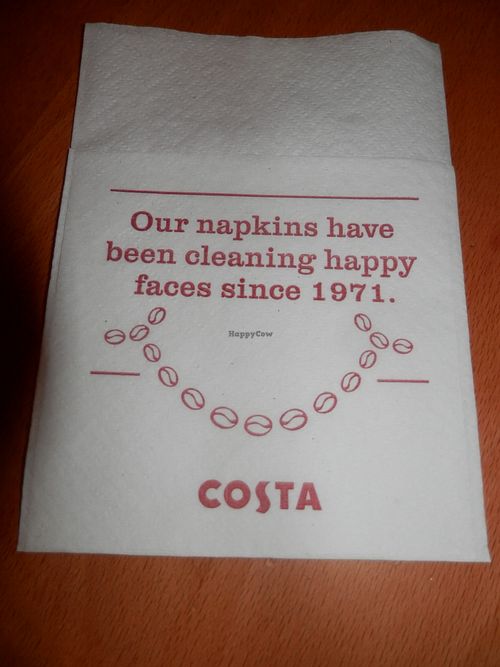 Our napkins have
been cleaning happy
faces since 1971.
HappyCow
COSTA